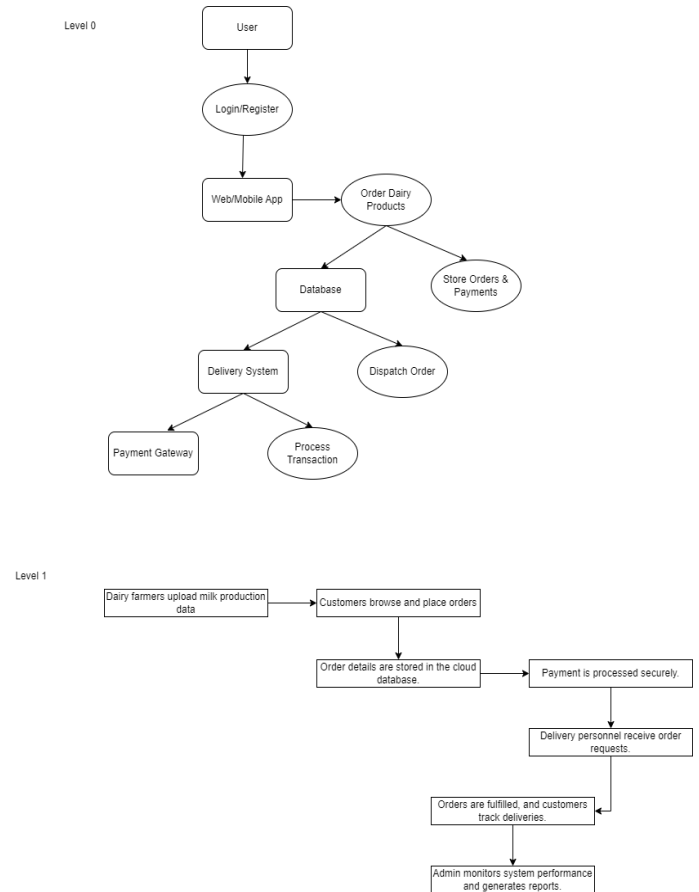 Level 0
User
Login/Register
Web/Mobile App
Order Dairy
Products
Database
Store Orders &
Payments
Delivery System
Dispatch Order
Payment Gateway
Process
Transaction
Level 1
Dairy farmers upload milk production
data
Customers browse and place orders
Order details are stored in the cloud
database.
Payment is processed securely.
Delivery personnel receive order
requests.
Orders are fulfilled, and customers
track deliveries.
Admin monitors system performance
and generates reports.